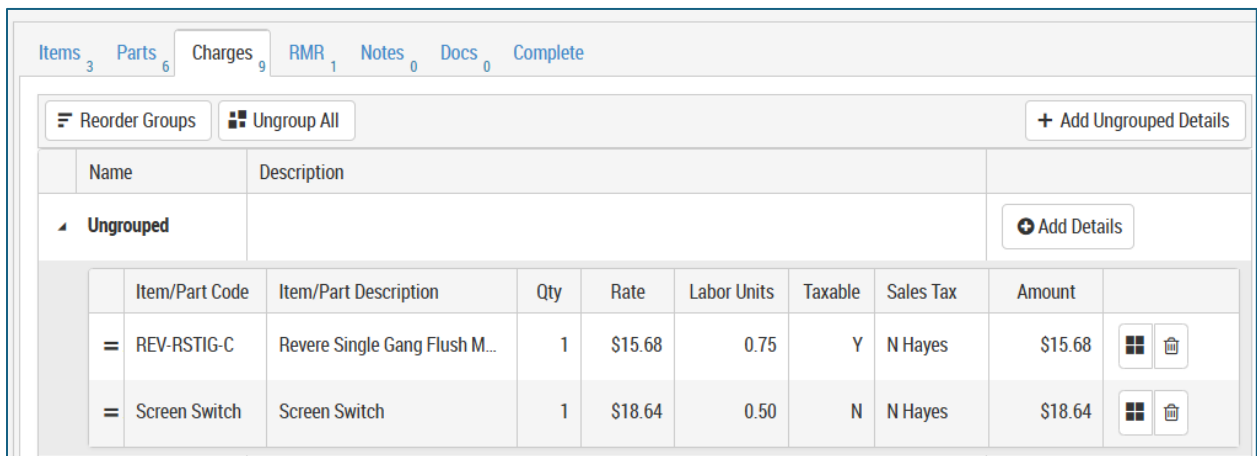 Items 3 Parts 6 Charges 9 RMR 1 Notes 0 Docs 0 Complete
Reorder Groups Ungroup All + Add Ungrouped Details
Name Description
Ungrouped Add Details
Item/Part Code Item/Part Description Qty Rate Labor Units Taxable Sales Tax Amount
= REV-RSTIG-C Revere Single Gang Flush M... 1 $15.68 0.75 Y N Hayes $15.68
= Screen Switch Screen Switch 1 $18.64 0.50 N N Hayes $18.64